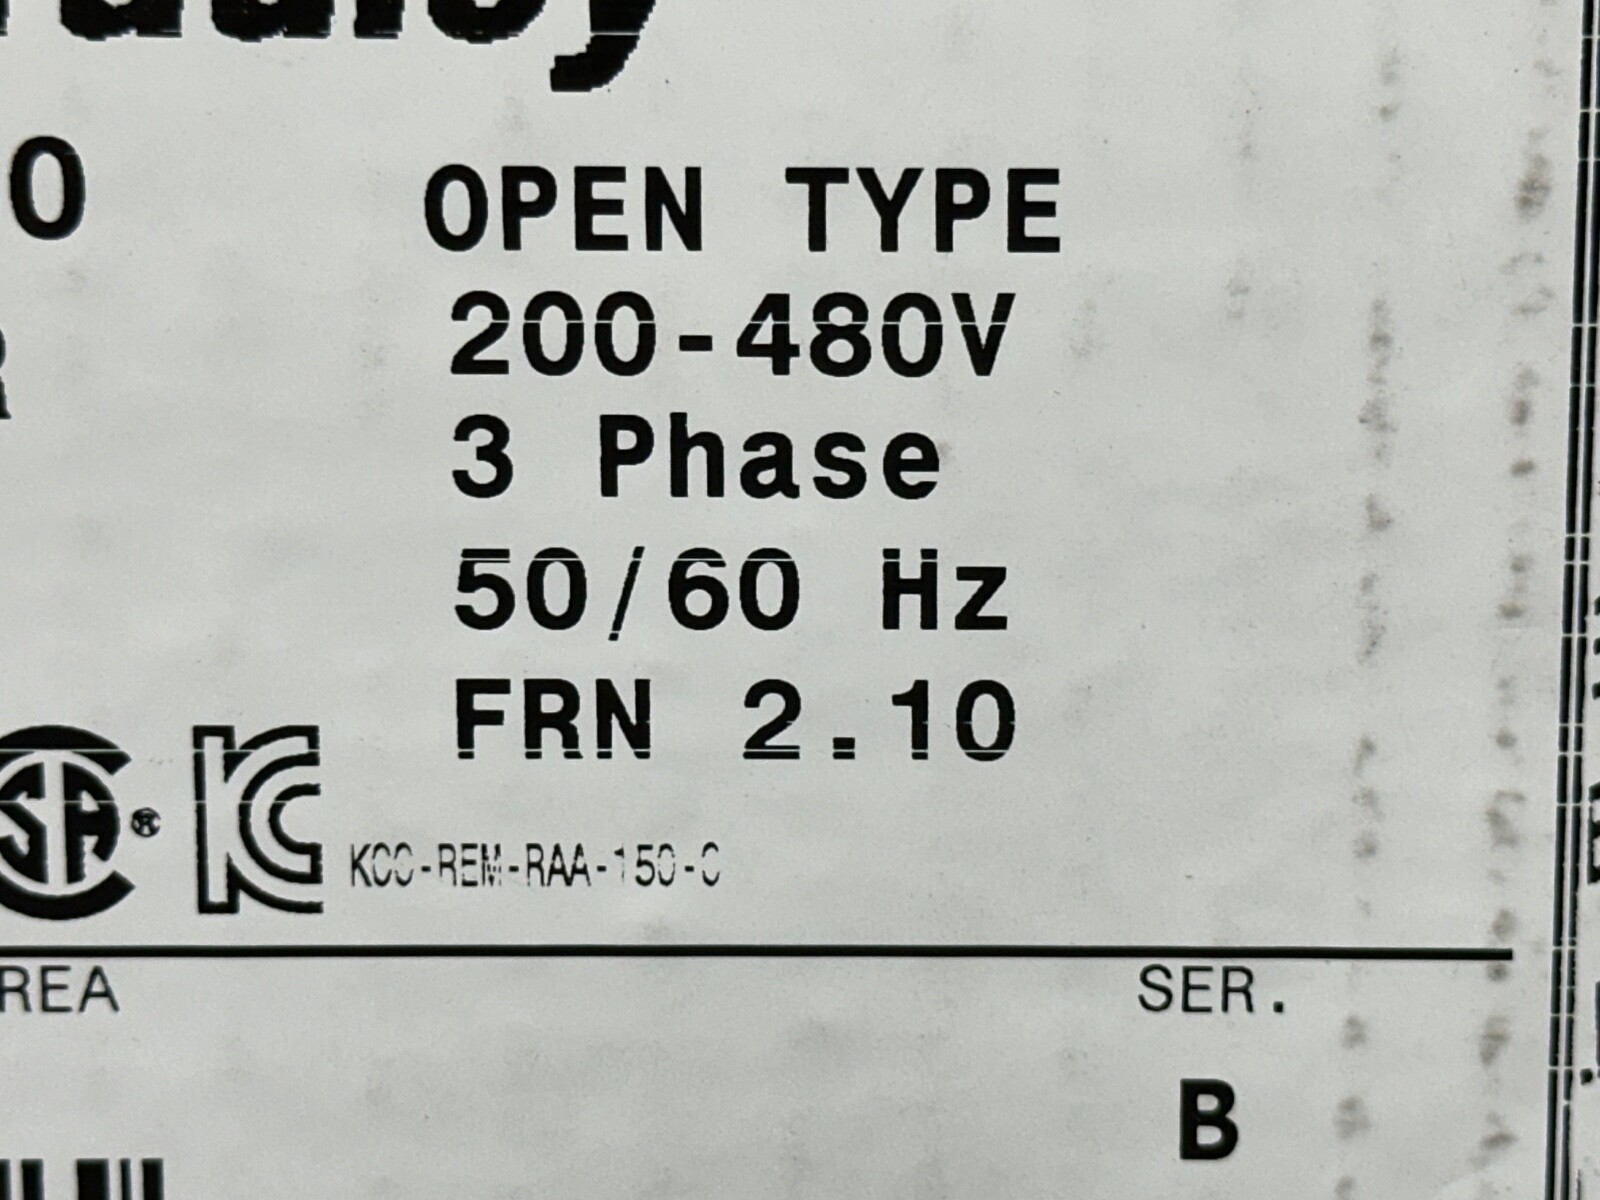 OPEN TYPE
200-480V
3 Phase
50/60 Hz
FRN 2.10
KCC-REM-RAA-150-C
SER.
B